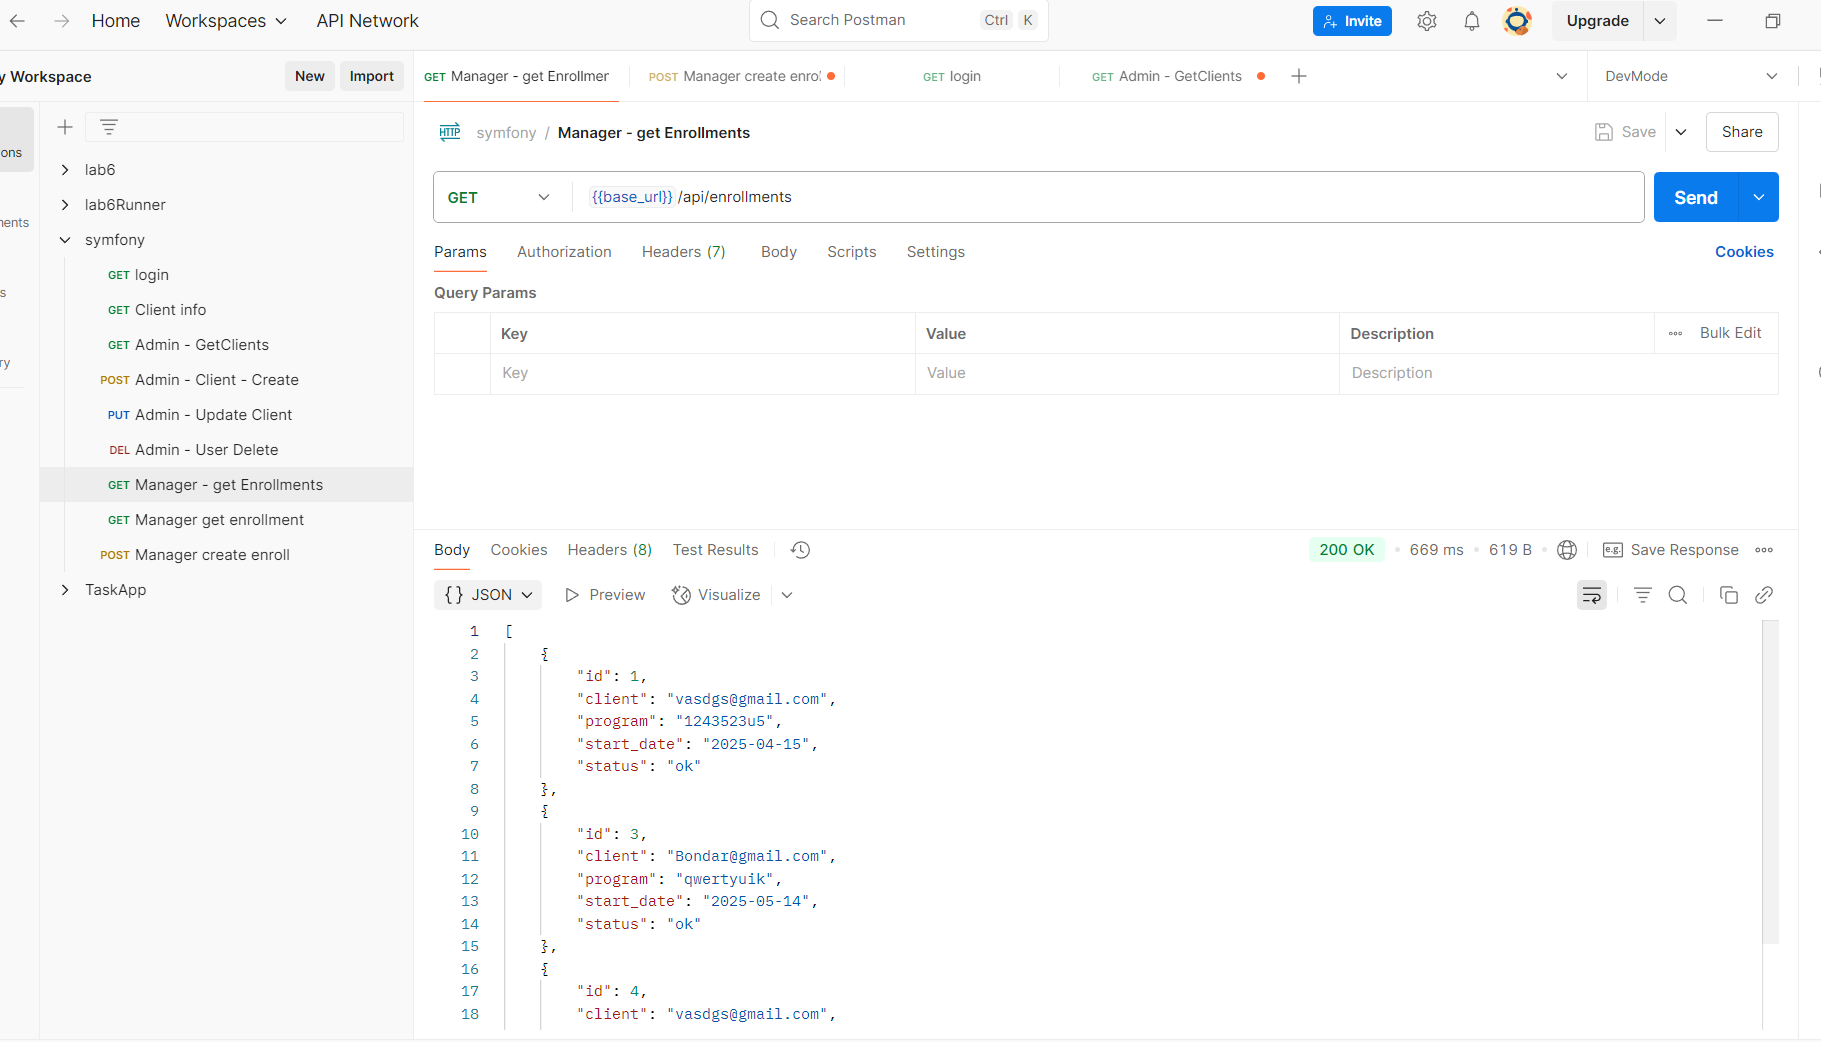 Home Workspaces API Network Search Postman Ctrl K Invite Upgrade
y Workspace New Import GET Manager - get Enrollmer POST Manager create enrol GET login GET Admin - GetClients DevMode
ons
ments
s
ry
lab6
lab6Runner
symfony
GET login
GET Client info
GET Admin - GetClients
POST Admin - Client - Create
PUT Admin - Update Client
DEL Admin - User Delete
GET Manager - get Enrollments
GET Manager get enrollment
POST Manager create enroll
TaskApp
HTTP symfony / Manager - get Enrollments Save Share
GET {{base_url}} /api/enrollments Send
Params Authorization Headers (7) Body Scripts Settings Cookies
Query Params
Key Value Description Bulk Edit
Key Value Description
Body Cookies Headers (8) Test Results 200 OK 669 ms 619 B e.g. Save Response
{} JSON Preview Visualize
1 [
2 {
3 "id": 1,
4 "client": "vasdgs@gmail.com",
5 "program": "1243523u5",
6 "start_date": "2025-04-15",
7 "status": "ok"
8 },
9 {
10 "id": 3,
11 "client": "Bondar@gmail.com",
12 "program": "qwertyuik",
13 "start_date": "2025-05-14",
14 "status": "ok"
15 },
16 {
17 "id": 4,
18 "client": "vasdgs@gmail.com",